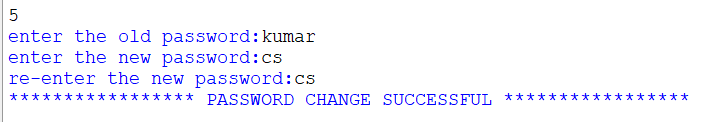 5
enter the old password:kumar
enter the new password:cs
re-enter the new password:cs
***************** PASSWORD CHANGE SUCCESSFUL *****************